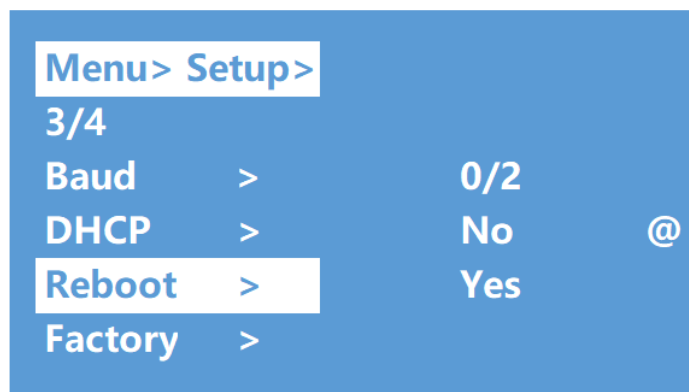 Menu> Setup>
3/4
Baud > 0/2
DHCP > No @
Reboot > Yes
Factory >